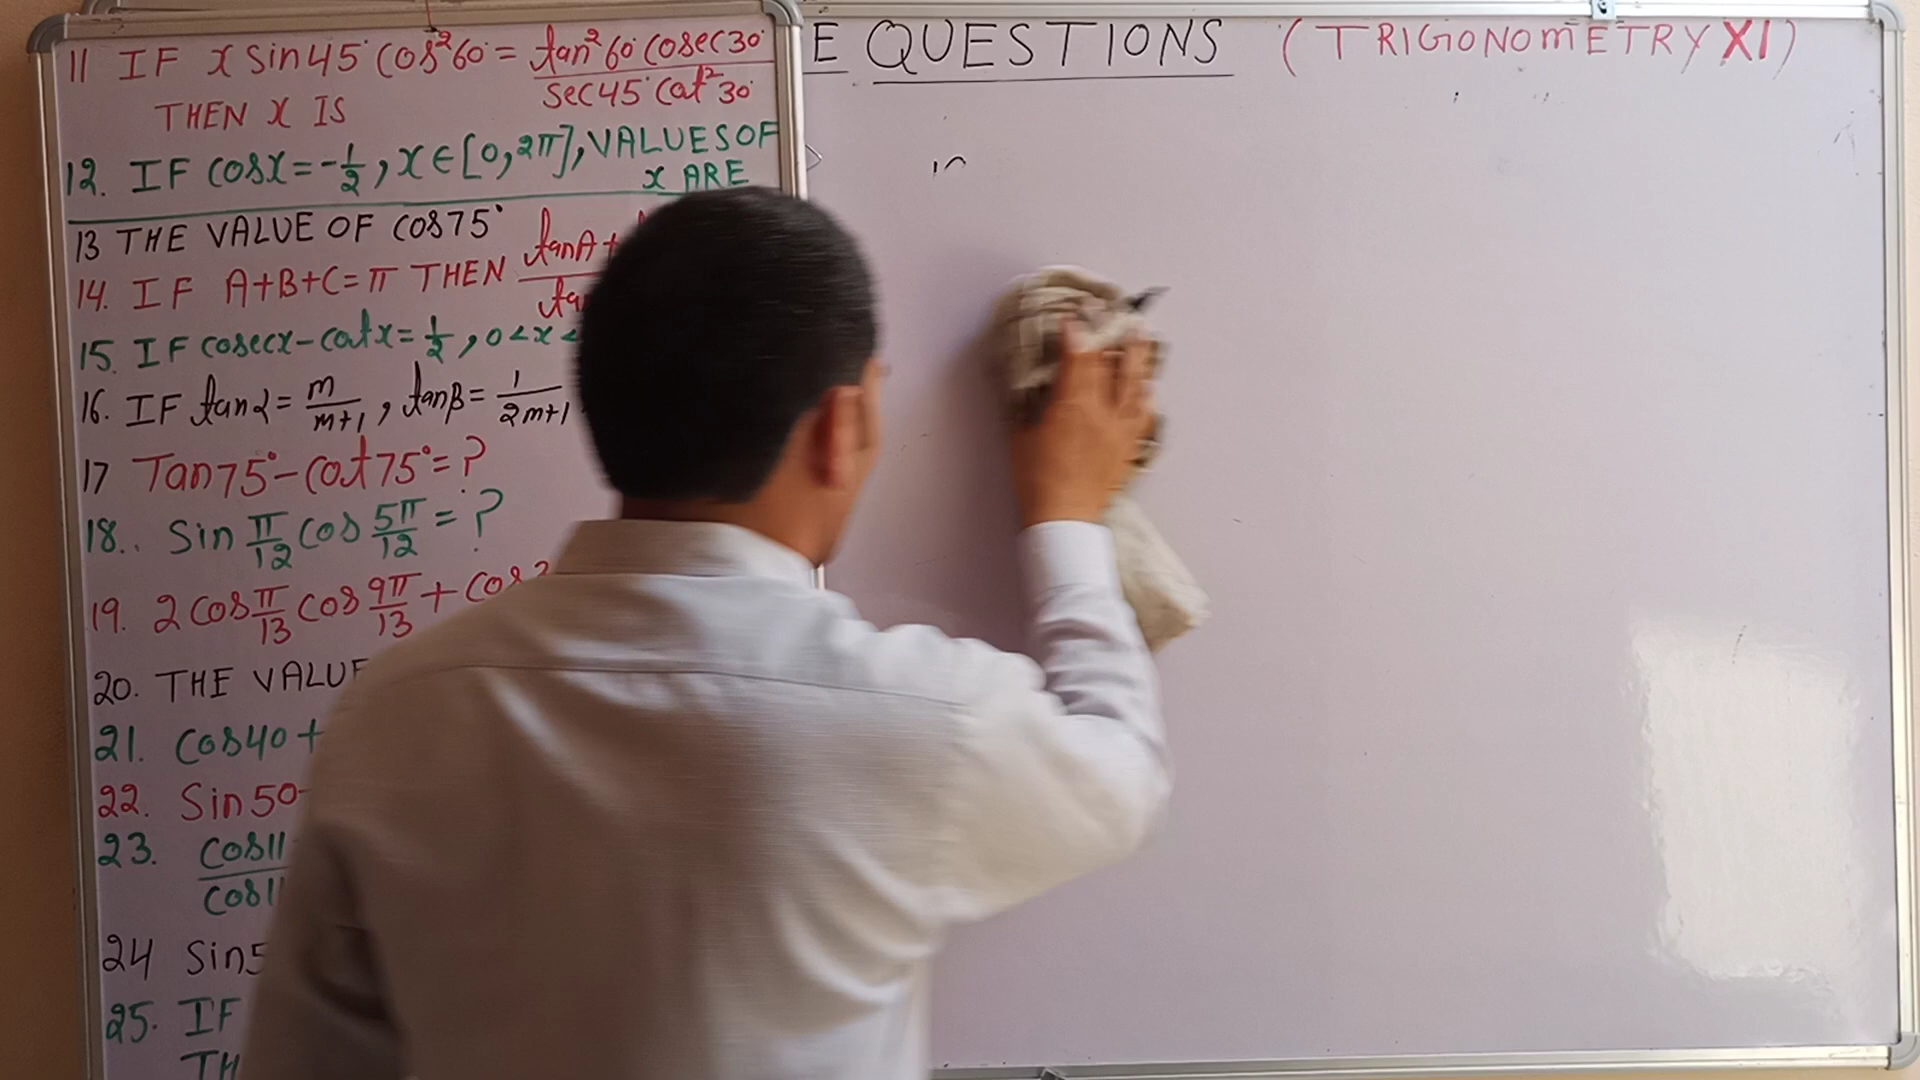 E QUESTIONS (TRIGONOMETRY XI)
11 IF x sin45° cos²60° = tan²60° cosec30° / sec45° cot²30°
THEN x IS
12. IF cosx = -1/2, x ∈ [0, 2π], VALUES OF
x ARE
13 THE VALUE OF cos75°
14. IF A+B+C = π THEN tanA+
15. IF cosecx - cotx = 1/2, 0 < x <
16. IF tanα = m/m+1, tanβ = 1/2m+1
17 Tan75° - cot75° = ?
18. Sin π/12 cos 5π/12 = ?
19. 2cos π/13 cos 9π/13 + cos
20. THE VALUE
21. cos40 +
22. Sin50
23. cos11 / cos11
24 Sin5
25. IF
TH